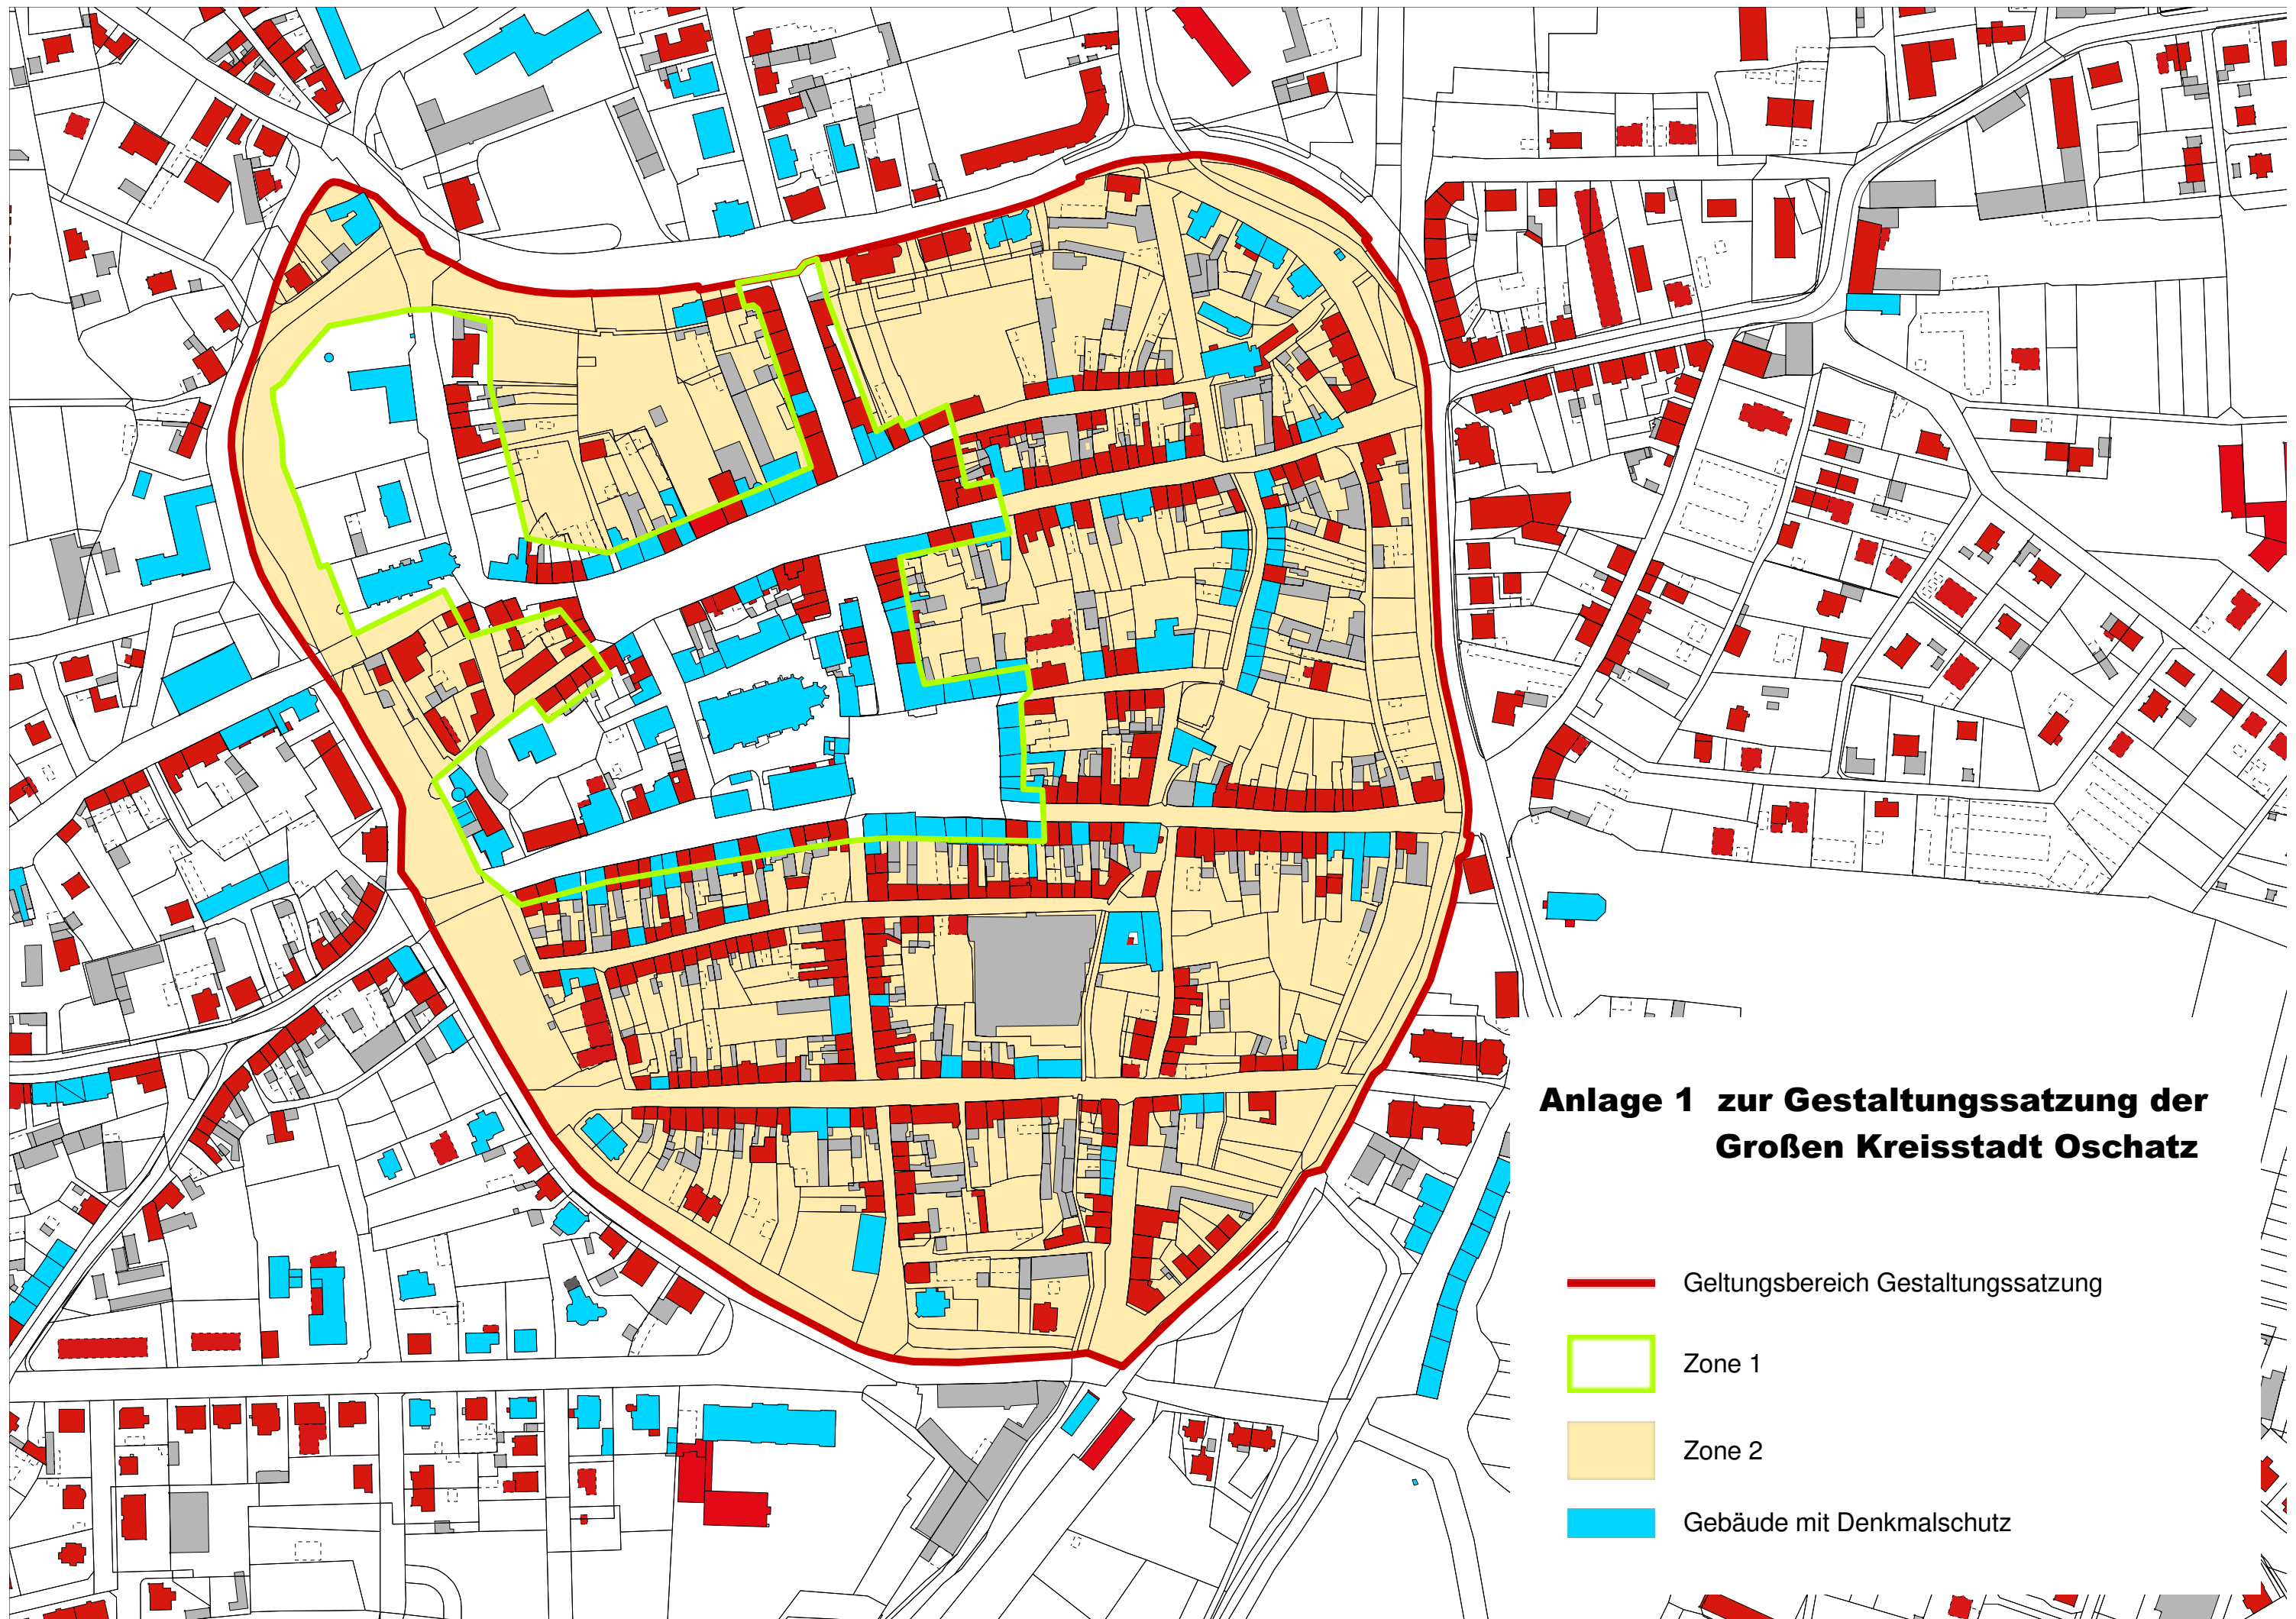 Anlage 1 zur Gestaltungssatzung der
Großen Kreisstadt Oschatz
Geltungsbereich Gestaltungssatzung
Zone 1
Zone 2
Gebäude mit Denkmalschutz